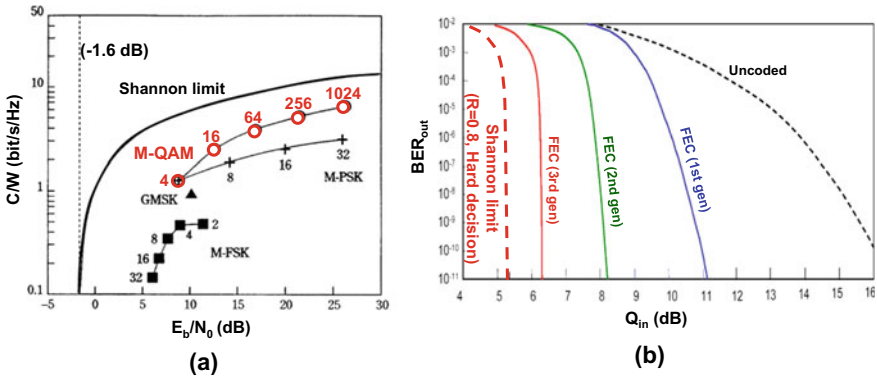 50
(-1.6 dB)
Shannon limit
10
1
0.1
C/W (bit/s/Hz)
1024
256
64
16
M-QAM
4
8
16
32
M-PSK
GMSK
2
4
8
16
32
M-FSK
-5
0
5
10
15
20
25
30
E_b/N_0 (dB)
(a)
10^-2
10^-3
10^-4
10^-5
10^-6
10^-7
10^-8
10^-9
10^-10
10^-11
BER_out
Shannon limit
(R=0.8, Hard decision)
FEC (3rd gen)
FEC (2nd gen)
FEC (1st gen)
Uncoded
4
5
6
7
8
9
10
11
12
13
14
15
16
Q_in (dB)
(b)